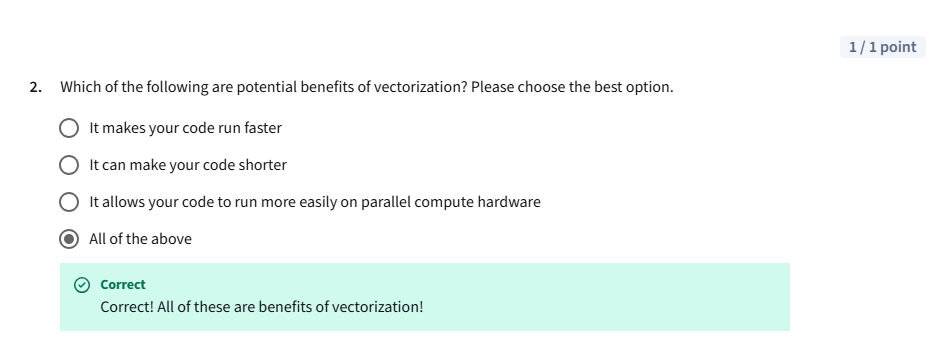 1 / 1 point
2. Which of the following are potential benefits of vectorization? Please choose the best option.
It makes your code run faster
It can make your code shorter
It allows your code to run more easily on parallel compute hardware
All of the above
Correct
Correct! All of these are benefits of vectorization!